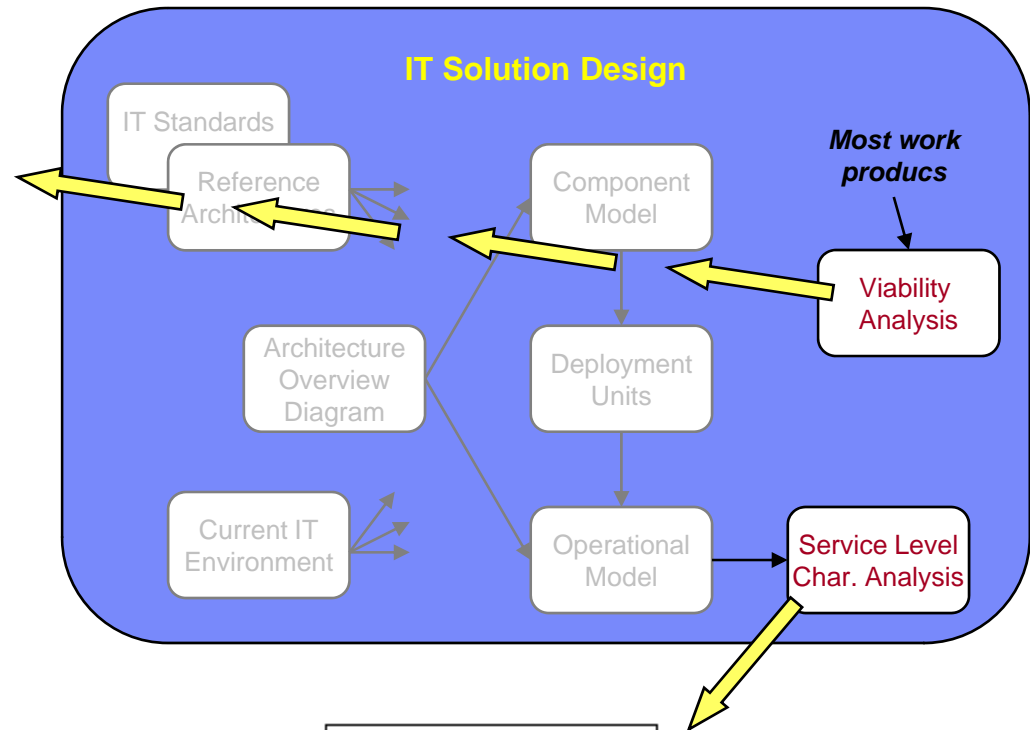 IT Solution Design
IT Standards
Reference
Architectures
Most work
producs
Component
Model
Viability
Analysis
Architecture
Overview
Diagram
Deployment
Units
Current IT
Environment
Operational
Model
Service Level
Char. Analysis